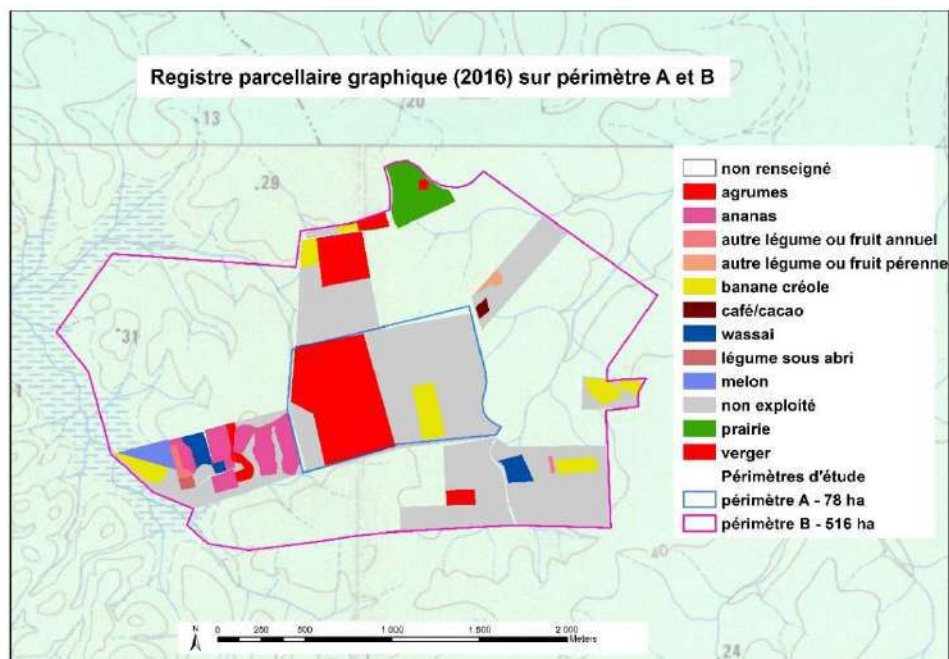 Registre parcellaire graphique (2016) sur périmètre A et B
20
13
29
31
40
24
non renseigné
agrumes
ananas
autre légume ou fruit annuel
autre légume ou fruit pérenne
banane créole
café/cacao
wassai
légume sous abri
melon
non exploité
prairie
verger
Périmètres d'étude
périmètre A - 78 ha
périmètre B - 516 ha
N
0 250 500 1 000 1 500 2 000
Meters